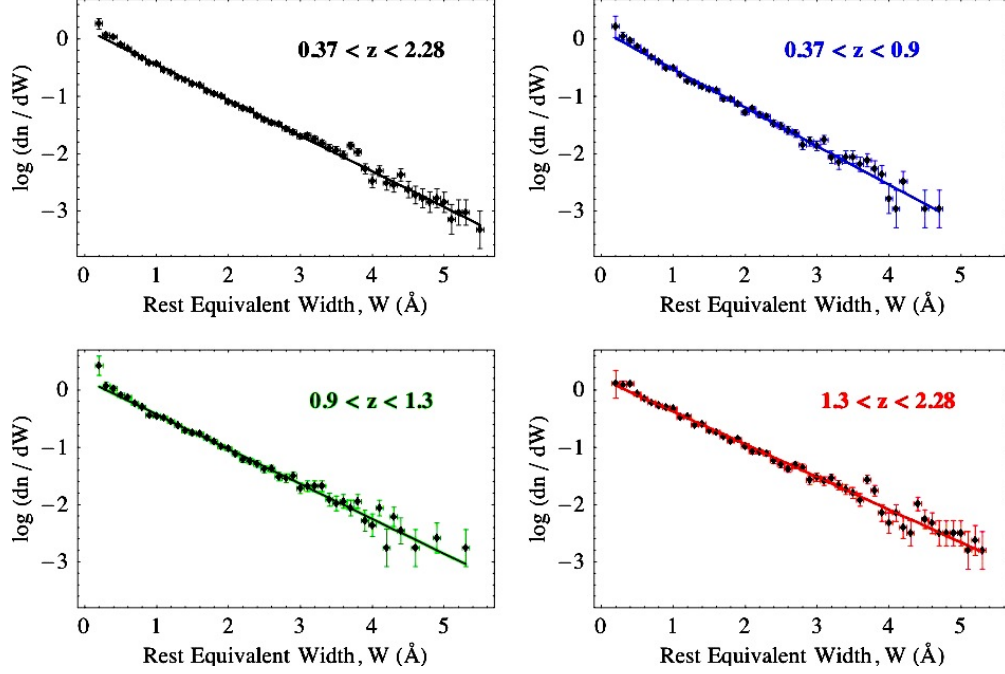 0
−1
−2
−3
log (dn / dW)
0.37 < z < 2.28
0 1 2 3 4 5
Rest Equivalent Width, W (Å)
0
−1
−2
−3
log (dn / dW)
0.37 < z < 0.9
0 1 2 3 4 5
Rest Equivalent Width, W (Å)
0
−1
−2
−3
log (dn / dW)
0.9 < z < 1.3
0 1 2 3 4 5
Rest Equivalent Width, W (Å)
0
−1
−2
−3
log (dn / dW)
1.3 < z < 2.28
0 1 2 3 4 5
Rest Equivalent Width, W (Å)